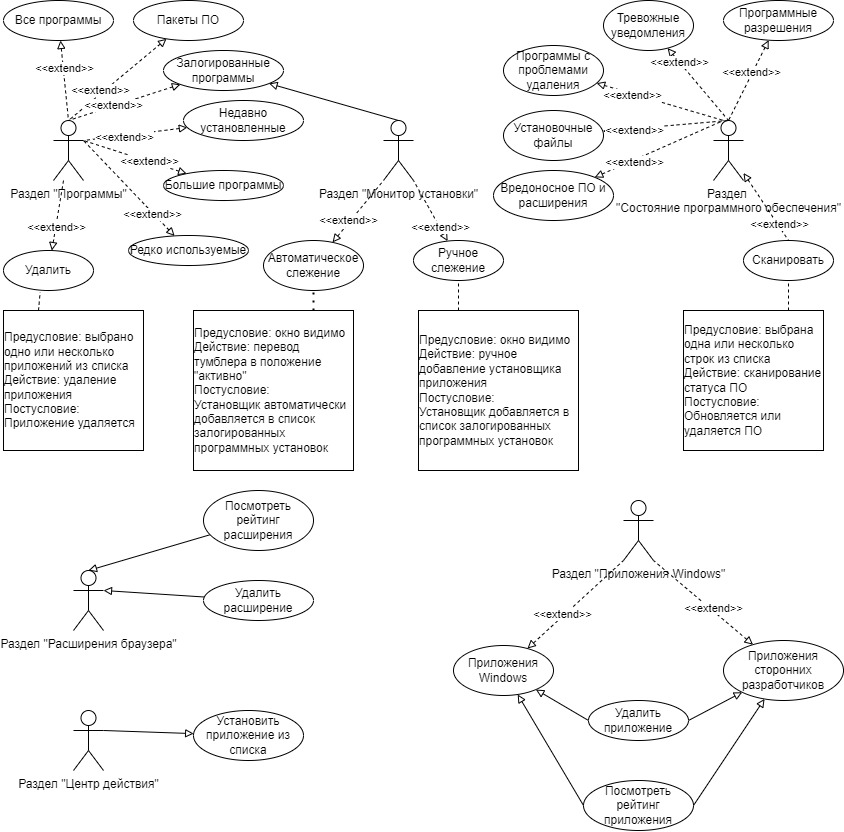 Все программы
Пакеты ПО
<<extend>>
<<extend>>
Залогированные
программы
<<extend>>
Недавно
установленные
<<extend>>
<<extend>>
Большие программы
Раздел "Программы"
<<extend>>
Редко используемые
<<extend>>
Удалить
Предусловие: выбрано
одно или несколько
приложений из списка
Действие: удаление
приложения
Постусловие:
Приложение удаляется
Раздел "Монитор установки"
<<extend>>
<<extend>>
Автоматическое
слежение
Ручное
слежение
Предусловие: окно видимо
Действие: перевод
тумблера в положение
"активно"
Постусловие:
Установщик автоматически
добавляется в список
залогированных
программных установок
Предусловие: окно видимо
Действие: ручное
добавление установщика
приложения
Постусловие:
Установщик добавляется в
список залогированных
программных установок
Тревожные
уведомления
Программные
разрешения
Программы с
проблемами
удаления
<<extend>>
<<extend>>
<<extend>>
Установочные
файлы
<<extend>>
<<extend>>
Вредоносное ПО и
расширения
Раздел
"Состояние программного обеспечения"
<<extend>>
Сканировать
Предусловие: выбрана
одна или несколько
строк из списка
Действие: сканирование
статуса ПО
Постусловие:
Обновляется или
удаляется ПО
Посмотреть
рейтинг
расширения
Удалить
расширение
Раздел "Расширения браузера"
Установить
приложение из
списка
Раздел "Центр действия"
Раздел "Приложения Windows"
<<extend>>
<<extend>>
Приложения
Windows
Приложения
сторонних
разработчиков
Удалить
приложение
Посмотреть
рейтинг
приложения